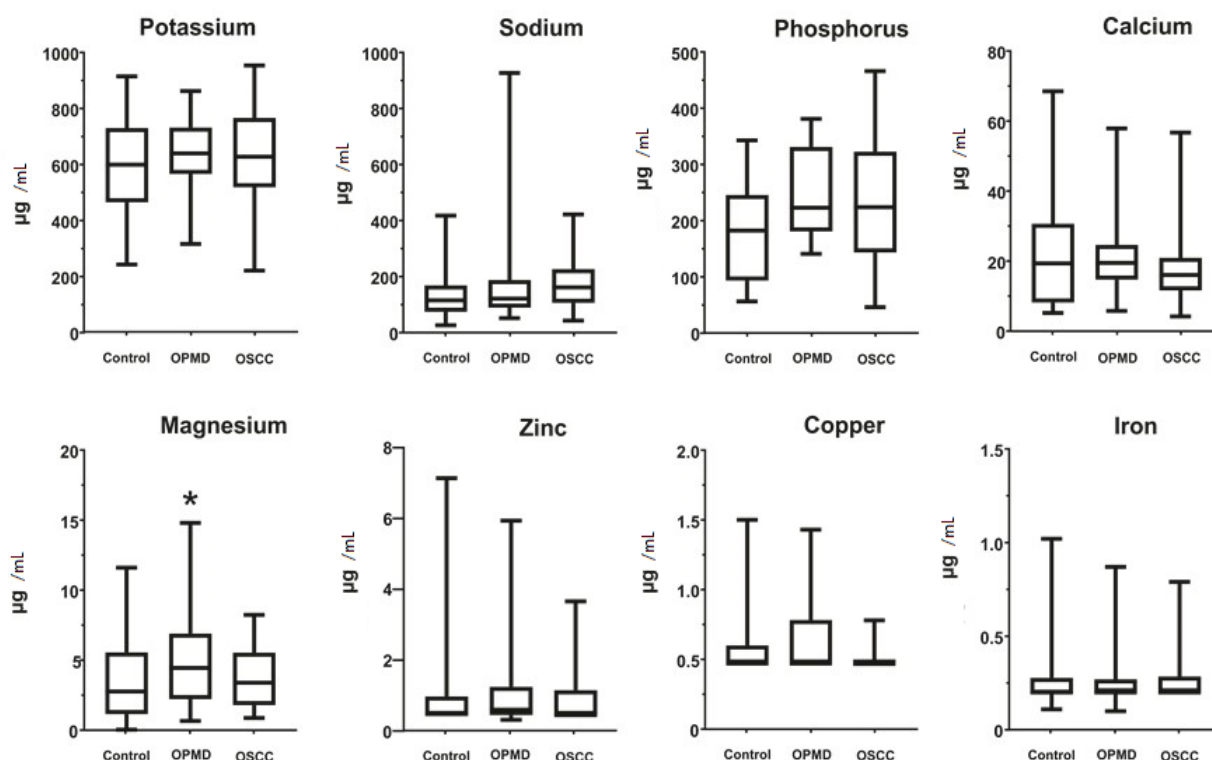 Potassium
1000
800
600
400
200
0
µg /mL
Control OPMD OSCC
Sodium
1000
800
600
400
200
0
µg /mL
Control OPMD OSCC
Phosphorus
500
400
300
200
100
0
µg /mL
Control OPMD OSCC
Calcium
80
60
40
20
0
µg /mL
Control OPMD OSCC
Magnesium
20
15
10
5
0
µg /mL
*
Control OPMD OSCC
Zinc
8
6
4
2
0
µg /mL
Control OPMD OSCC
Copper
2.0
1.5
1.0
0.5
0.0
µg /mL
Control OPMD OSCC
Iron
1.5
1.0
0.5
0.0
µg /mL
Control OPMD OSCC